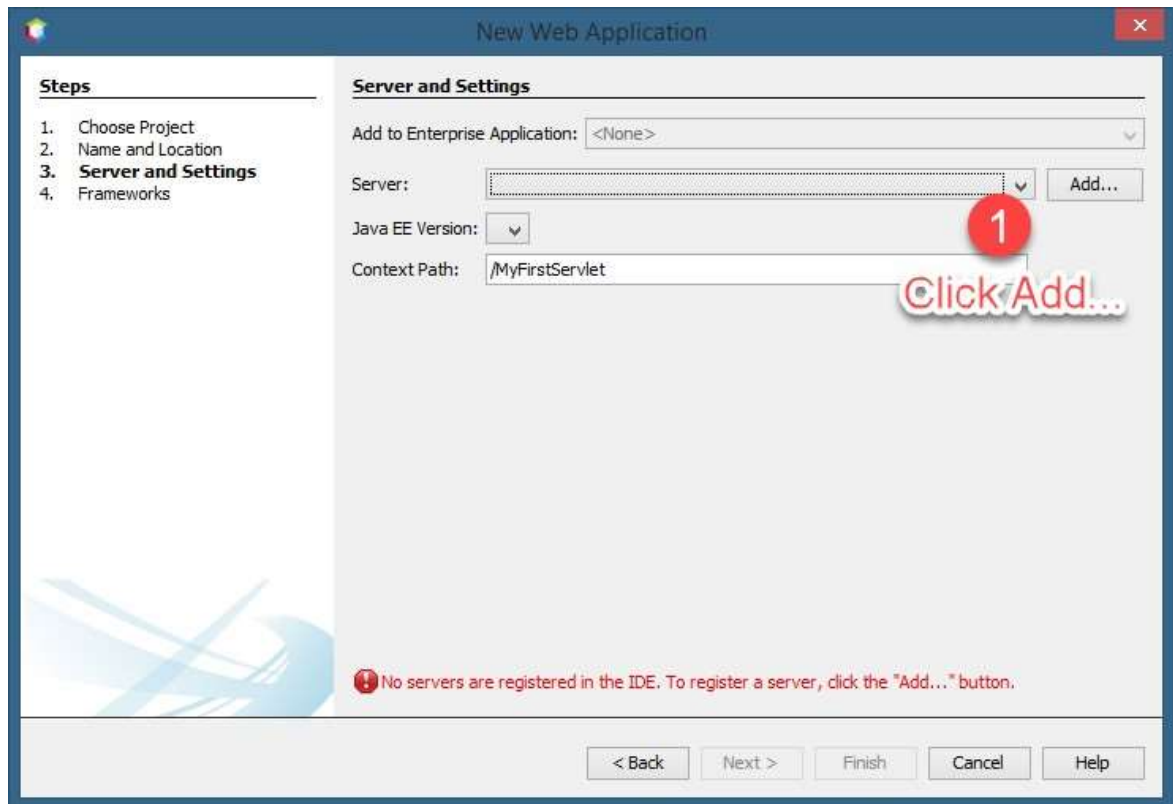 New Web Application
Steps
1. Choose Project
2. Name and Location
3. Server and Settings
4. Frameworks
Server and Settings
Add to Enterprise Application: <None>
Server: Add...
Java EE Version:
Context Path: /MyFirstServlet
1
Click Add...
No servers are registered in the IDE. To register a server, click the "Add..." button.
< Back Next > Finish Cancel Help